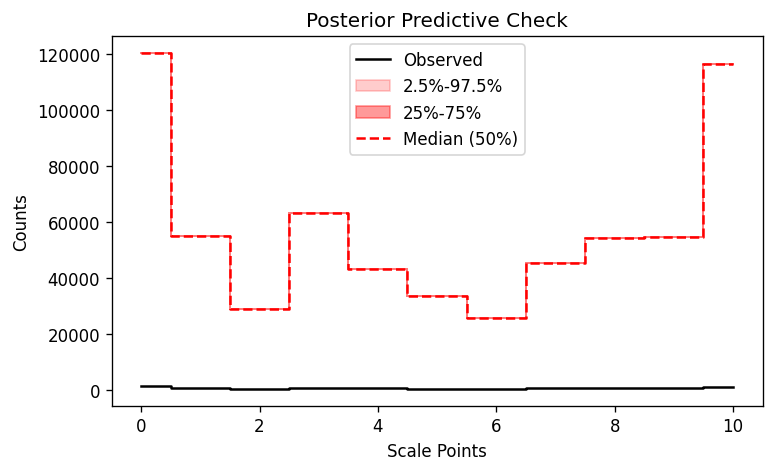 Posterior Predictive Check
Observed
2.5%-97.5%
25%-75%
Median (50%)
Counts
120000
100000
80000
60000
40000
20000
0
0 2 4 6 8 10
Scale Points